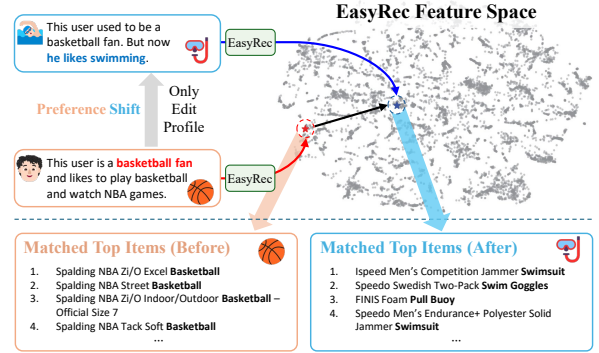 EasyRec Feature Space
This user used to be a
basketball fan. But now
he likes swimming.
EasyRec
Preference Shift
Only
Edit
Profile
This user is a basketball fan
and likes to play basketball
and watch NBA games.
EasyRec
Matched Top Items (Before)
1. Spalding NBA Zi/O Excel Basketball
2. Spalding NBA Street Basketball
3. Spalding NBA Zi/O Indoor/Outdoor Basketball –
Official Size 7
4. Spalding NBA Tack Soft Basketball
...
Matched Top Items (After)
1. Ispeed Men's Competition Jammer Swimsuit
2. Speedo Swedish Two-Pack Swim Goggles
3. FINIS Foam Pull Buoy
4. Speedo Men's Endurance+ Polyester Solid
Jammer Swimsuit
...